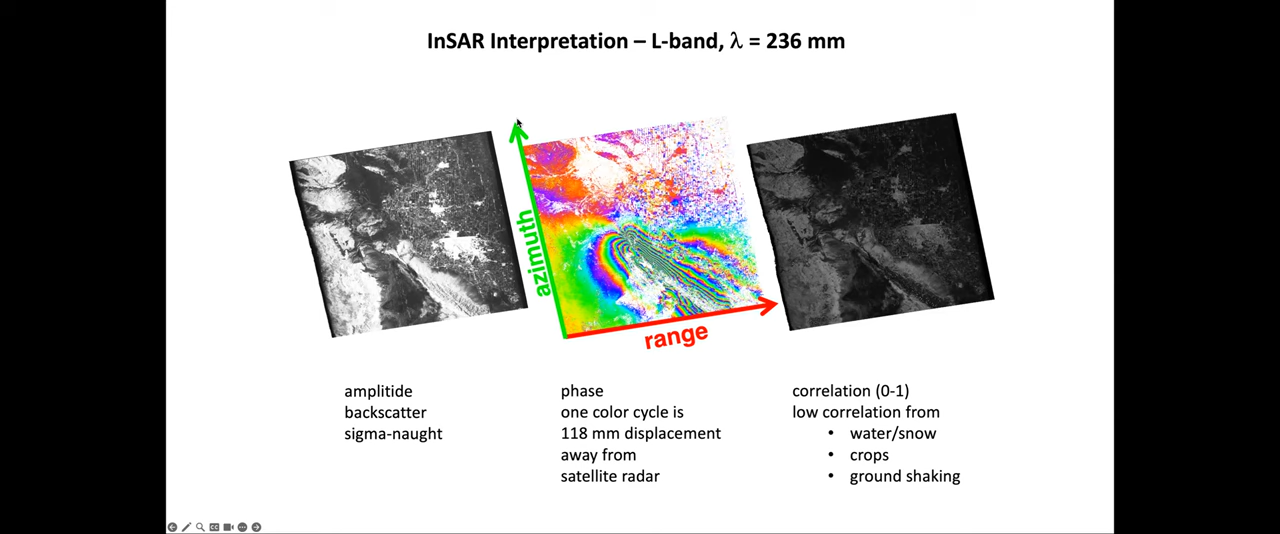 InSAR Interpretation – L-band, λ = 236 mm
azimuth
range
amplitide
backscatter
sigma-naught
phase
one color cycle is
118 mm displacement
away from
satellite radar
correlation (0-1)
low correlation from
• water/snow
• crops
• ground shaking